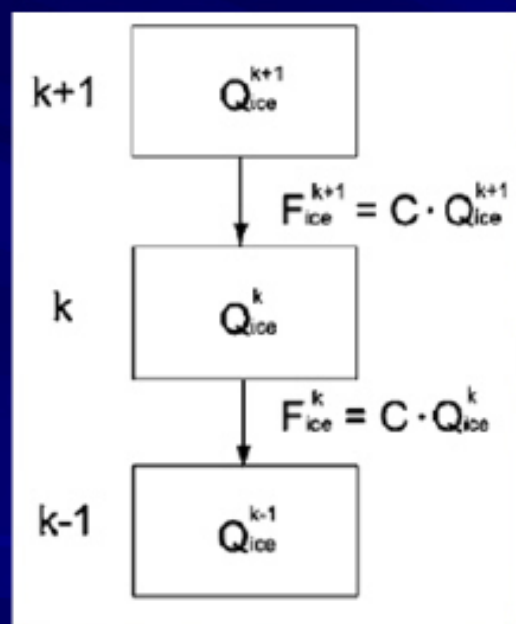 k+1
Q_ice^k+1
F_ice^k+1 = C · Q_ice^k+1
k
Q_ice^k
F_ice^k = C · Q_ice^k
k-1
Q_ice^k-1